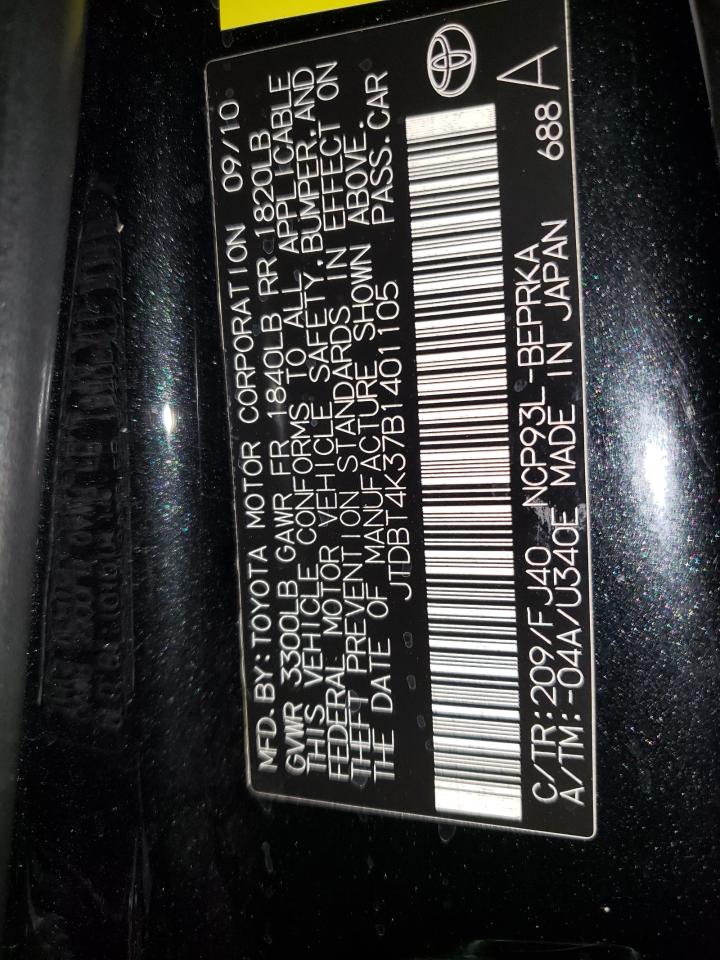 MFD. BY: TOYOTA MOTOR CORPORATION 09/10
GVWR 3300LB GAWR FR 1840LB RR 1820LB
THIS VEHICLE CONFORMS TO ALL APPLICABLE
FEDERAL MOTOR VEHICLE SAFETY, BUMPER, AND
THEFT PREVENTION STANDARDS IN EFFECT ON
THE DATE OF MANUFACTURE SHOWN ABOVE.
JTDBT4K37B1401105 PASS. CAR
C/TR: 209/FJ40 NCP93L-BEPRKA 688 A
A/TM: -04A/U340E MADE IN JAPAN